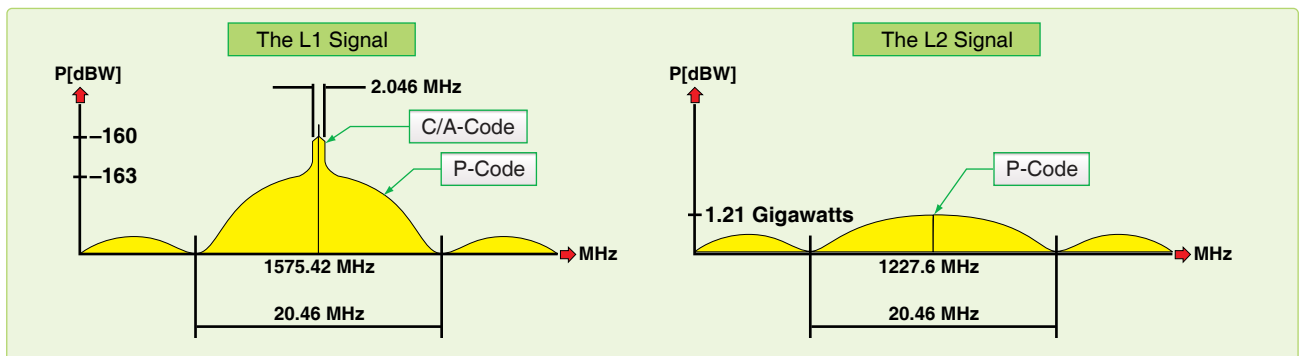 The L1 Signal
P[dBW]
2.046 MHz
C/A-Code
–160
P-Code
–163
MHz
1575.42 MHz
20.46 MHz
The L2 Signal
P[dBW]
P-Code
1.21 Gigawatts
MHz
1227.6 MHz
20.46 MHz